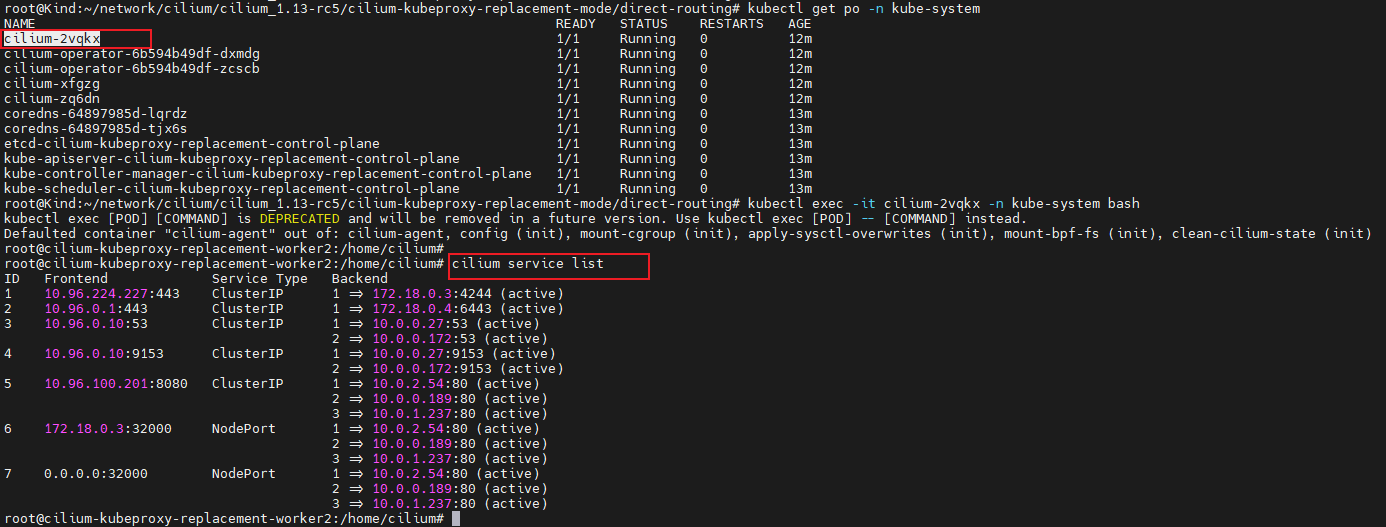 root@Kind:~/network/cilium/cilium_1.13-rc5/cilium-kubeproxy-replacement-mode/direct-routing# kubectl get po -n kube-system
NAME READY STATUS RESTARTS AGE
cilium-2vqkx 1/1 Running 0 12m
cilium-operator-6b594b49df-dxmdg 1/1 Running 0 12m
cilium-operator-6b594b49df-zcscb 1/1 Running 0 12m
cilium-xfgzg 1/1 Running 0 12m
cilium-zq6dn 1/1 Running 0 12m
coredns-64897985d-lqrdz 1/1 Running 0 13m
coredns-64897985d-tjx6s 1/1 Running 0 13m
etcd-cilium-kubeproxy-replacement-control-plane 1/1 Running 0 13m
kube-apiserver-cilium-kubeproxy-replacement-control-plane 1/1 Running 0 13m
kube-controller-manager-cilium-kubeproxy-replacement-control-plane 1/1 Running 0 13m
kube-scheduler-cilium-kubeproxy-replacement-control-plane 1/1 Running 0 13m
root@Kind:~/network/cilium/cilium_1.13-rc5/cilium-kubeproxy-replacement-mode/direct-routing# kubectl exec -it cilium-2vqkx -n kube-system bash
kubectl exec [POD] [COMMAND] is DEPRECATED and will be removed in a future version. Use kubectl exec [POD] -- [COMMAND] instead.
Defaulted container "cilium-agent" out of: cilium-agent, config (init), mount-cgroup (init), apply-sysctl-overwrites (init), mount-bpf-fs (init), clean-cilium-state (init)
root@cilium-kubeproxy-replacement-worker2:/home/cilium#
root@cilium-kubeproxy-replacement-worker2:/home/cilium# cilium service list
ID Frontend Service Type Backend
1 10.96.224.227:443 ClusterIP 1 => 172.18.0.3:4244 (active)
2 10.96.0.1:443 ClusterIP 1 => 172.18.0.4:6443 (active)
3 10.96.0.10:53 ClusterIP 1 => 10.0.0.27:53 (active)
2 => 10.0.0.172:53 (active)
4 10.96.0.10:9153 ClusterIP 1 => 10.0.0.27:9153 (active)
2 => 10.0.0.172:9153 (active)
5 10.96.100.201:8080 ClusterIP 1 => 10.0.2.54:80 (active)
2 => 10.0.0.189:80 (active)
3 => 10.0.1.237:80 (active)
6 172.18.0.3:32000 NodePort 1 => 10.0.2.54:80 (active)
2 => 10.0.0.189:80 (active)
3 => 10.0.1.237:80 (active)
7 0.0.0.0:32000 NodePort 1 => 10.0.2.54:80 (active)
2 => 10.0.0.189:80 (active)
3 => 10.0.1.237:80 (active)
root@cilium-kubeproxy-replacement-worker2:/home/cilium#